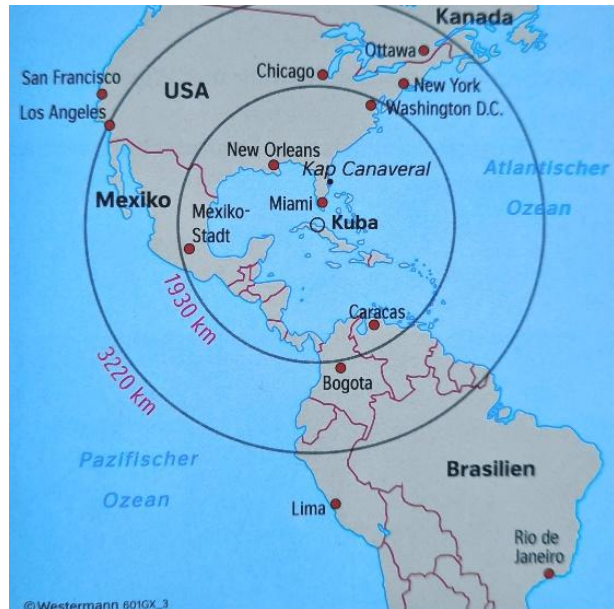 Kanada
Ottawa
Chicago
San Francisco
USA
New York
Los Angeles
Washington D.C.
New Orleans
Kap Canaveral
Atlantischer
Ozean
Mexiko
Mexiko-
Stadt
Miami
Kuba
1930 km
Caracas
3220 km
Bogota
Pazifischer
Ozean
Brasilien
Lima
Rio de
Janeiro
©Westermann 601GX_3